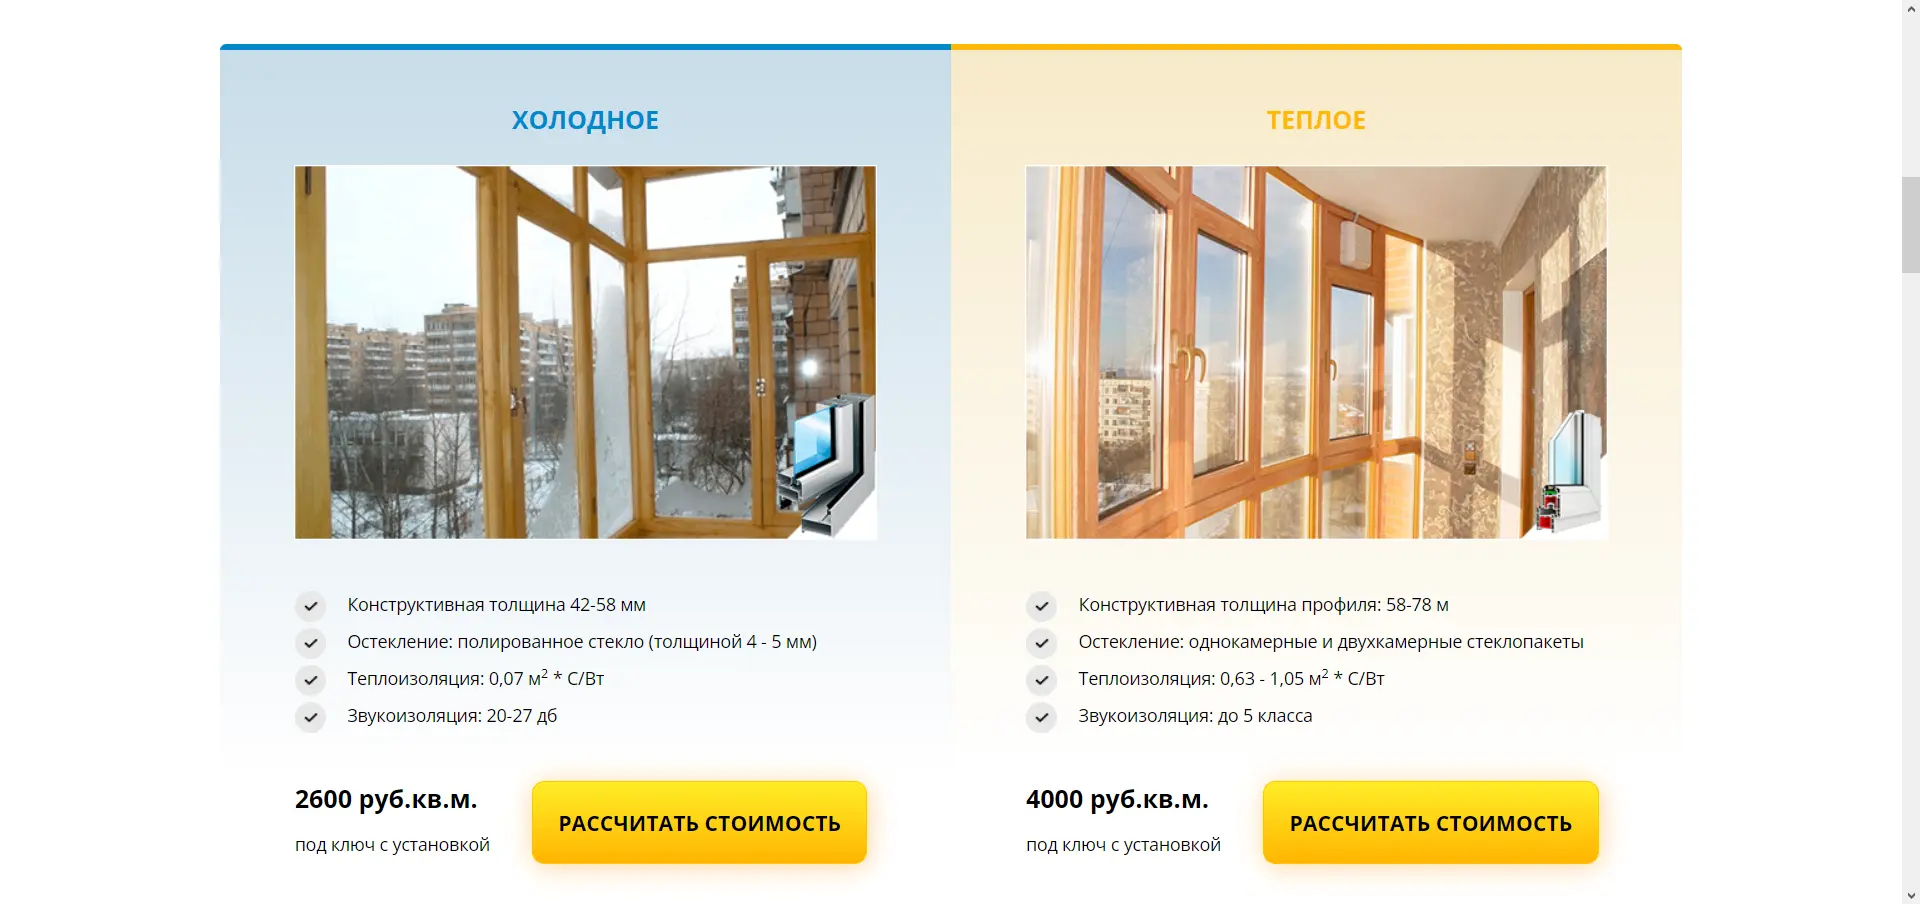 ХОЛОДНОЕ
Конструктивная толщина 42-58 мм
Остекление: полированное стекло (толщиной 4 - 5 мм)
Теплоизоляция: 0,07 м² * С/Вт
Звукоизоляция: 20-27 дб
2600 руб.кв.м.
под ключ с установкой
РАССЧИТАТЬ СТОИМОСТЬ
ТЕПЛОЕ
Конструктивная толщина профиля: 58-78 м
Остекление: однокамерные и двухкамерные стеклопакеты
Теплоизоляция: 0,63 - 1,05 м² * С/Вт
Звукоизоляция: до 5 класса
4000 руб.кв.м.
под ключ с установкой
РАССЧИТАТЬ СТОИМОСТЬ